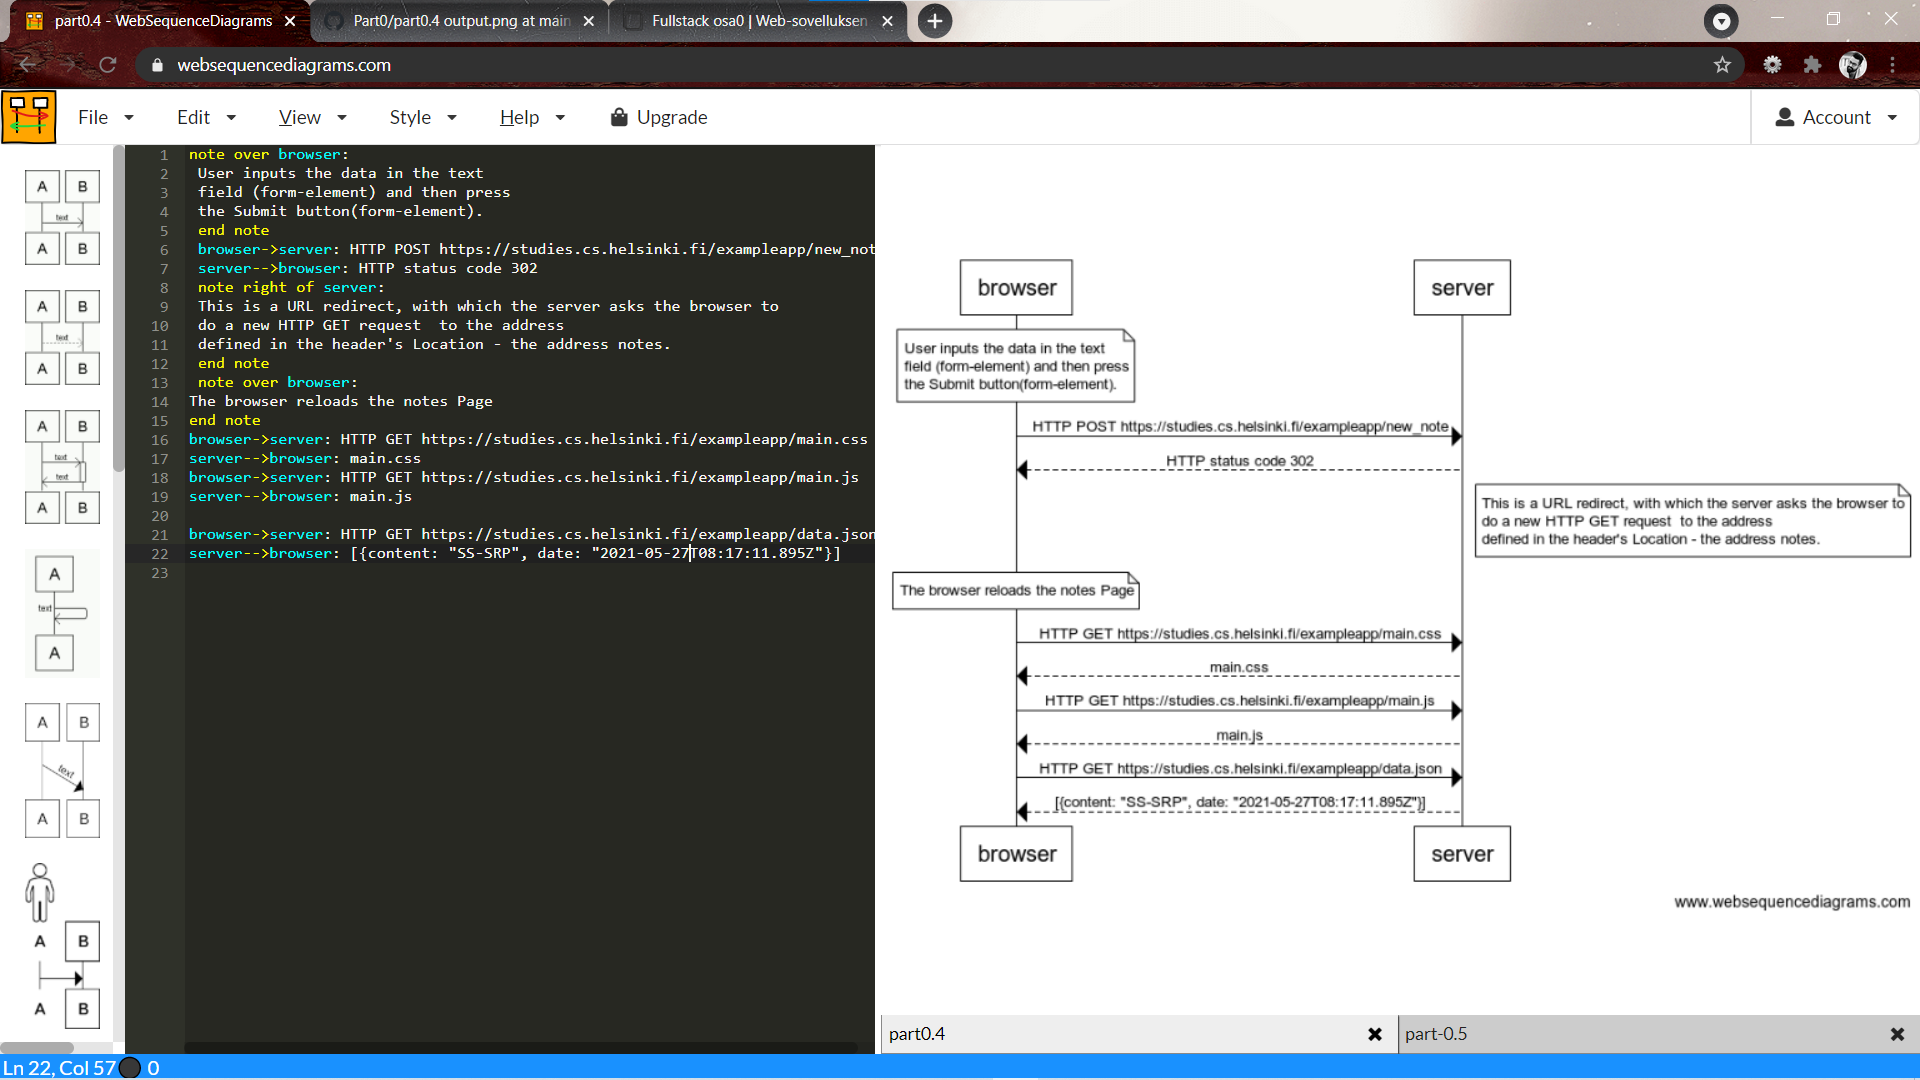 part0.4 - WebSequenceDiagrams
Part0/part0.4 output.png at main
Fullstack osa0 | Web-sovelluksen
websequencediagrams.com
File Edit View Style Help Upgrade Account
A B
text
A B
A B
text
A B
A B
text
text
A B
A
text
A
A B
text
A B
A B
A B
1 note over browser:
2 User inputs the data in the text
3 field (form-element) and then press
4 the Submit button(form-element).
5 end note
6 browser->server: HTTP POST https://studies.cs.helsinki.fi/exampleapp/new_not
7 server-->browser: HTTP status code 302
8 note right of server:
9 This is a URL redirect, with which the server asks the browser to
10 do a new HTTP GET request  to the address
11 defined in the header's Location - the address notes.
12 end note
13 note over browser:
14 The browser reloads the notes Page
15 end note
16 browser->server: HTTP GET https://studies.cs.helsinki.fi/exampleapp/main.css
17 server-->browser: main.css
18 browser->server: HTTP GET https://studies.cs.helsinki.fi/exampleapp/main.js
19 server-->browser: main.js
20
21 browser->server: HTTP GET https://studies.cs.helsinki.fi/exampleapp/data.json
22 server-->browser: [{content: "SS-SRP", date: "2021-05-27T08:17:11.895Z"}]
23
browser server
User inputs the data in the text
field (form-element) and then press
the Submit button(form-element).
HTTP POST https://studies.cs.helsinki.fi/exampleapp/new_note
HTTP status code 302
This is a URL redirect, with which the server asks the browser to
do a new HTTP GET request  to the address
defined in the header's Location - the address notes.
The browser reloads the notes Page
HTTP GET https://studies.cs.helsinki.fi/exampleapp/main.css
main.css
HTTP GET https://studies.cs.helsinki.fi/exampleapp/main.js
main.js
HTTP GET https://studies.cs.helsinki.fi/exampleapp/data.json
[{content: "SS-SRP", date: "2021-05-27T08:17:11.895Z"}]
browser server
www.websequencediagrams.com
part0.4 part-0.5
Ln 22, Col 57 0